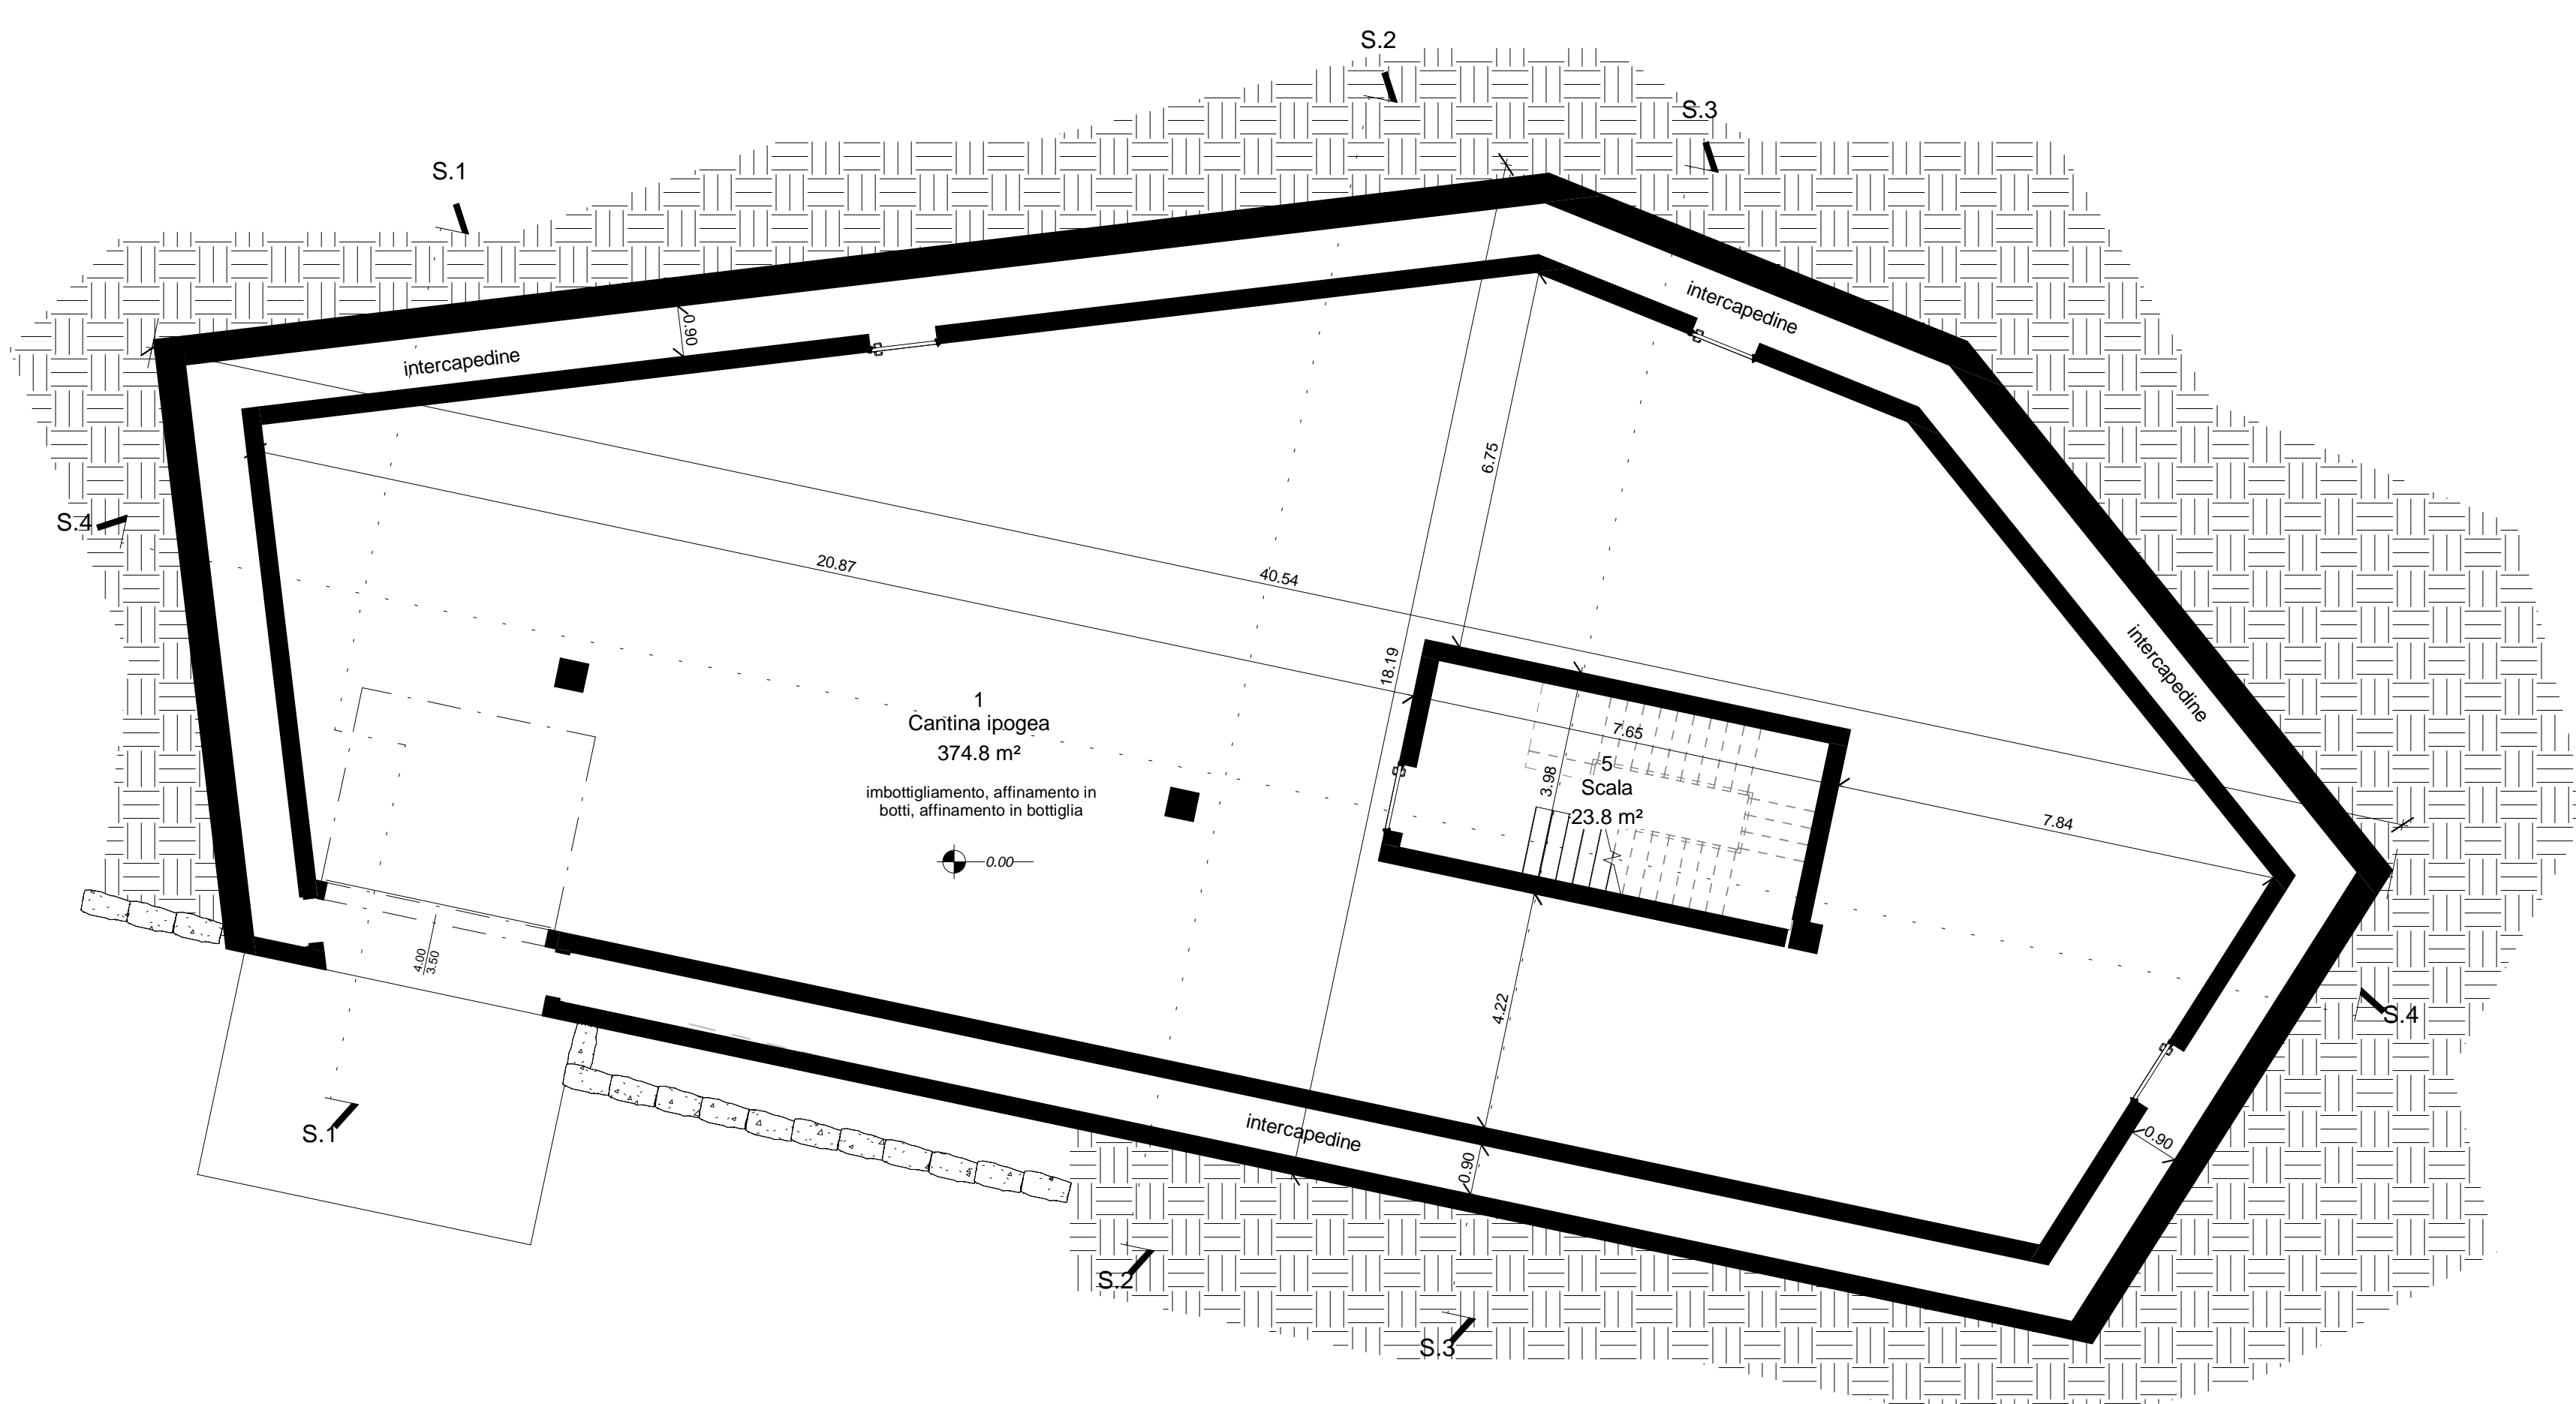 S.2
S.3
S.1
intercapedine
0.90
intercapedine
6.75
S.4
20.87
40.54
18.19
intercapedine
1
Cantina ipogea
374.8 m²
imbottigliamento, affinamento in
botti, affinamento in bottiglia
0.00
7.65
3.98
5
Scala
23.8 m²
7.84
4.00
3.50
4.22
S.4
S.1
intercapedine
0.90
0.90
S.2
S.3